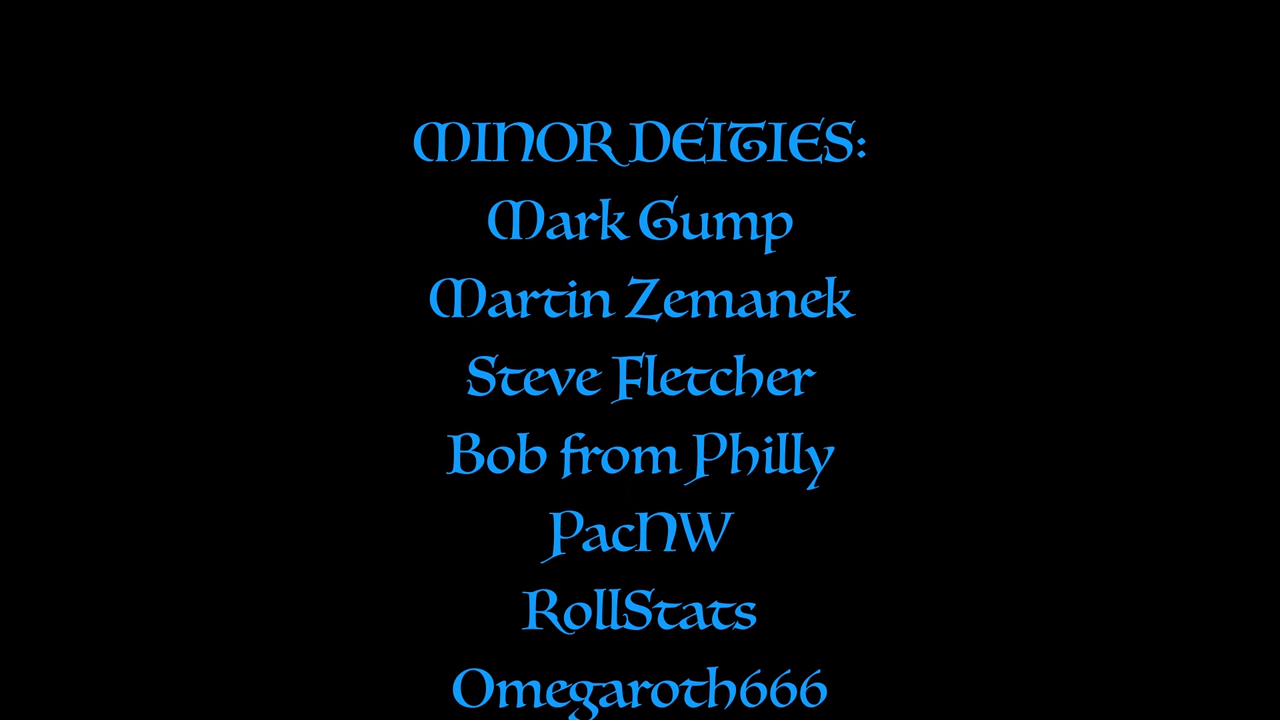 MINOR DEITIES:
Mark Gump
Martin Zemanek
Steve Fletcher
Bob from Philly
PacNW
RollStats
Omegaroth666